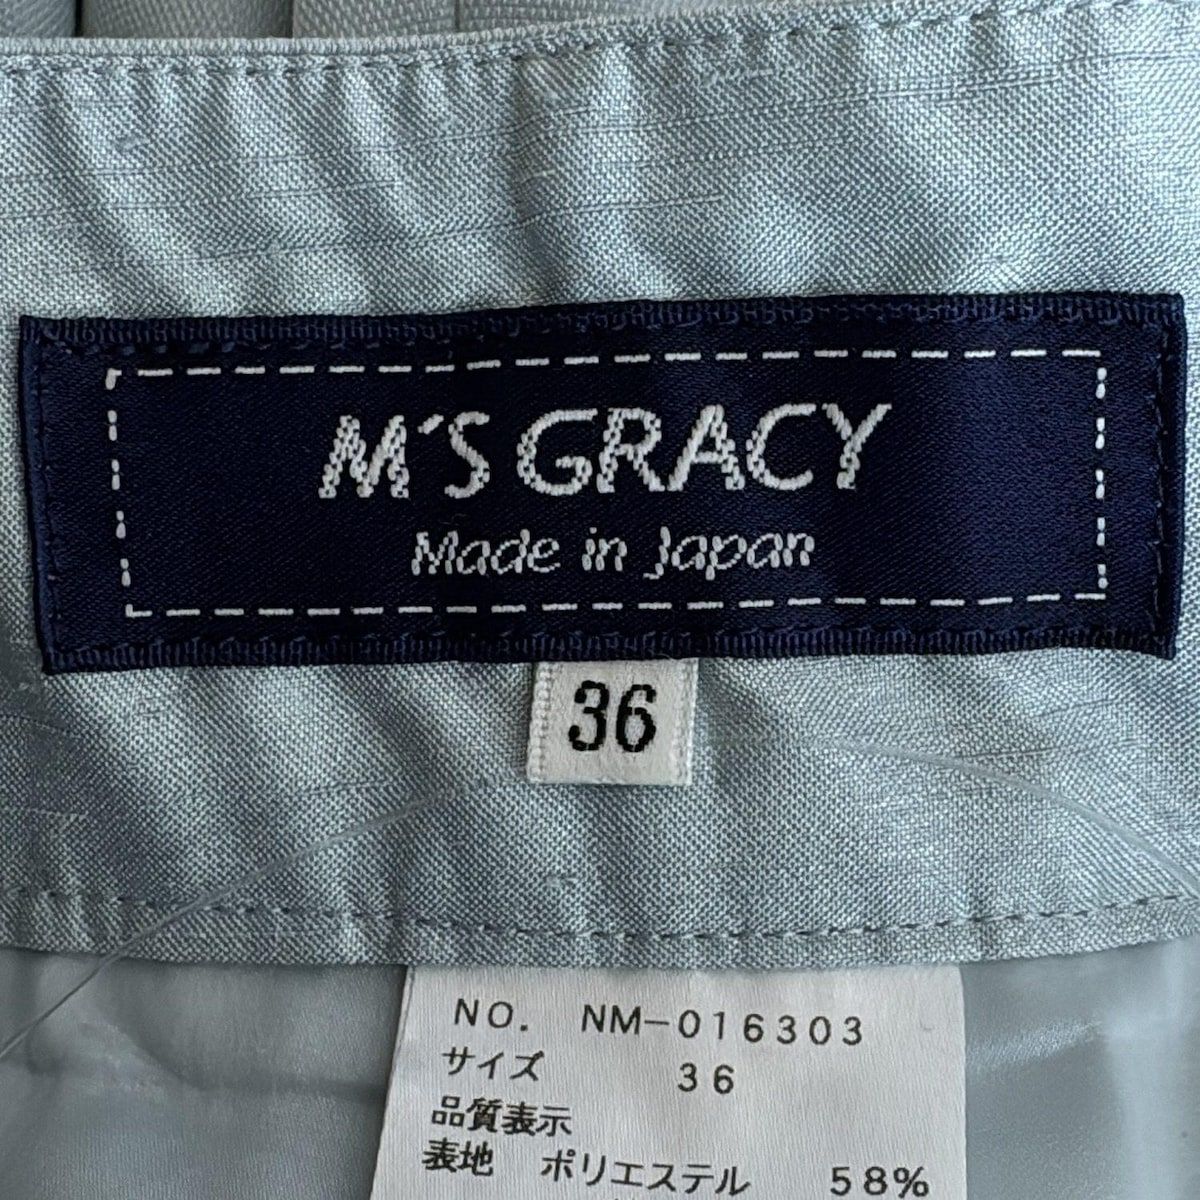 M'S GRACY
Made in Japan
36
NO. NM-016303
サイズ 36
品質表示
表地 ポリエステル 58%